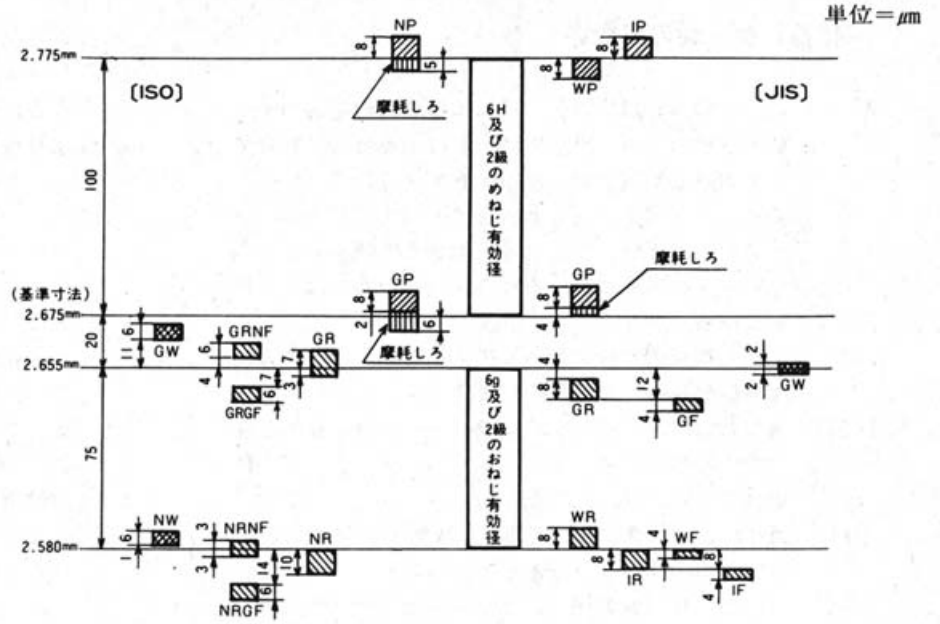 単位＝μm
NP
IP
8
8
2.775mm
5
8
WP
〔ISO〕
〔JIS〕
摩耗しろ
6H及び2級のめねじ有効径
100
GP
GP
摩耗しろ
8
8
(基準寸法)
2.675mm
2
6
4
摩耗しろ
20
6
11
GW
GRNF
6
4
GR
7
3
2.655mm
7
6
GRGF
4
8
GR
12
4
GF
2
2
GW
75
6g及び2級のおねじ有効径
NW
6
1
3
NRNF
3
NR
WR
8
4
WF
2.580mm
14
10
6
NRGF
8
IR
8
4
IF